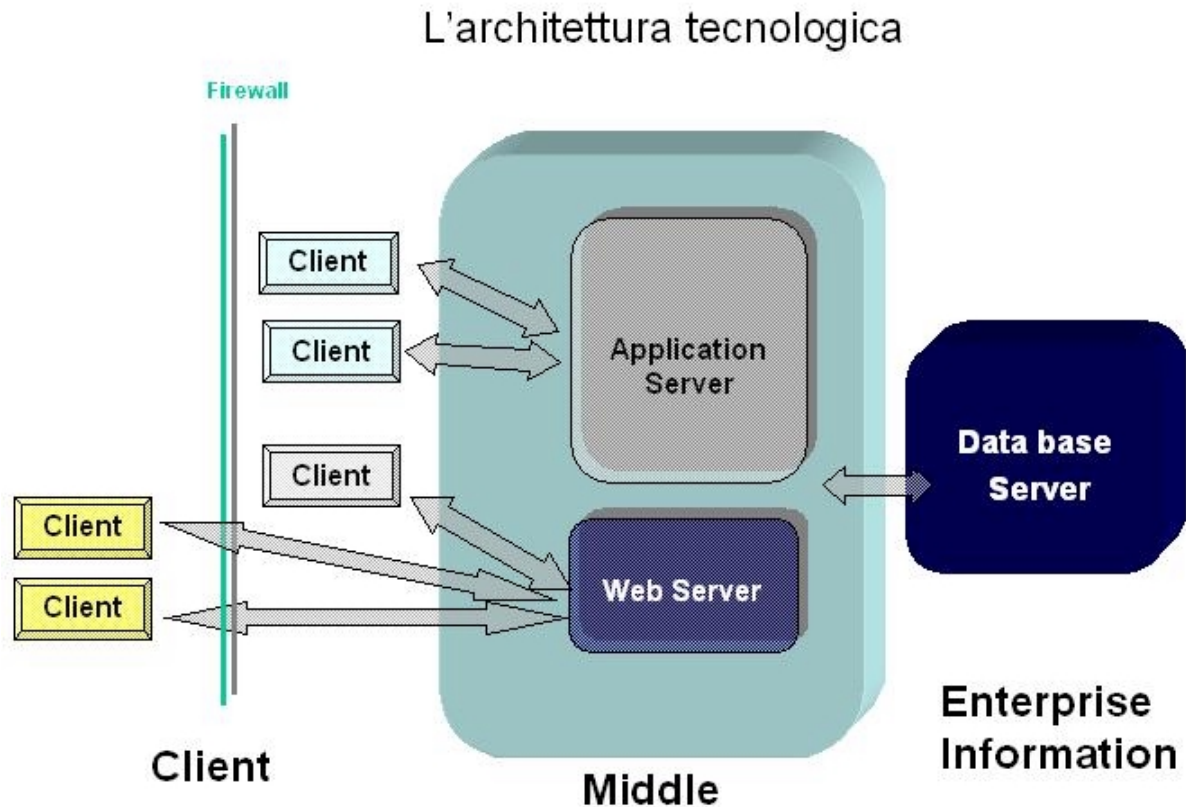 L'architettura tecnologica
Firewall
Client
Client
Client
Client
Client
Application
Server
Web Server
Data base
Server
Client
Middle
Enterprise
Information